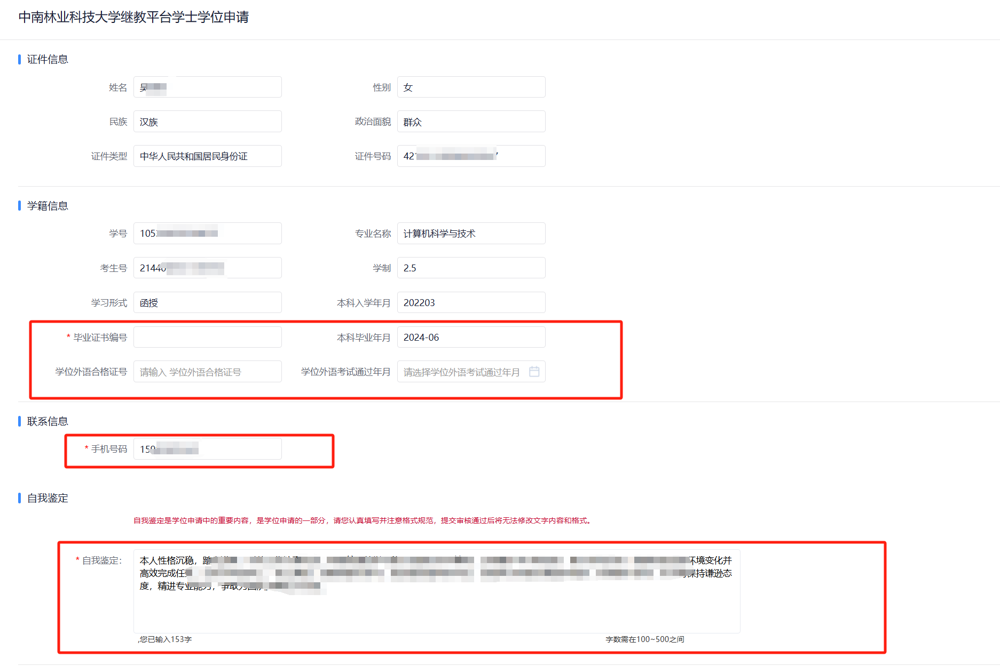 中南林业科技大学继教平台学士学位申请
证件信息
姓名 吴
性别 女
民族 汉族
政治面貌 群众
证件类型 中华人民共和国居民身份证
证件号码 42
学籍信息
学号 105
专业名称 计算机科学与技术
考生号 2144
学制 2.5
学习形式 函授
本科入学年月 202203
* 毕业证书编号
本科毕业年月 2024-06
学位外语合格证号 请输入 学位外语合格证号
学位外语考试通过年月 请选择学位外语考试通过年月
联系信息
* 手机号码 159
自我鉴定
自我鉴定是学位申请中的重要内容，是学位申请的一部分，请您认真填写并注意格式规范，提交审核通过后将无法修改文字内容和格式。
* 自我鉴定： 本人性格沉稳，踏 环境变化并
高效完成任 保持谦逊态
度，精进专业能力，争取为
,您已输入153字
字数需在100~500之间